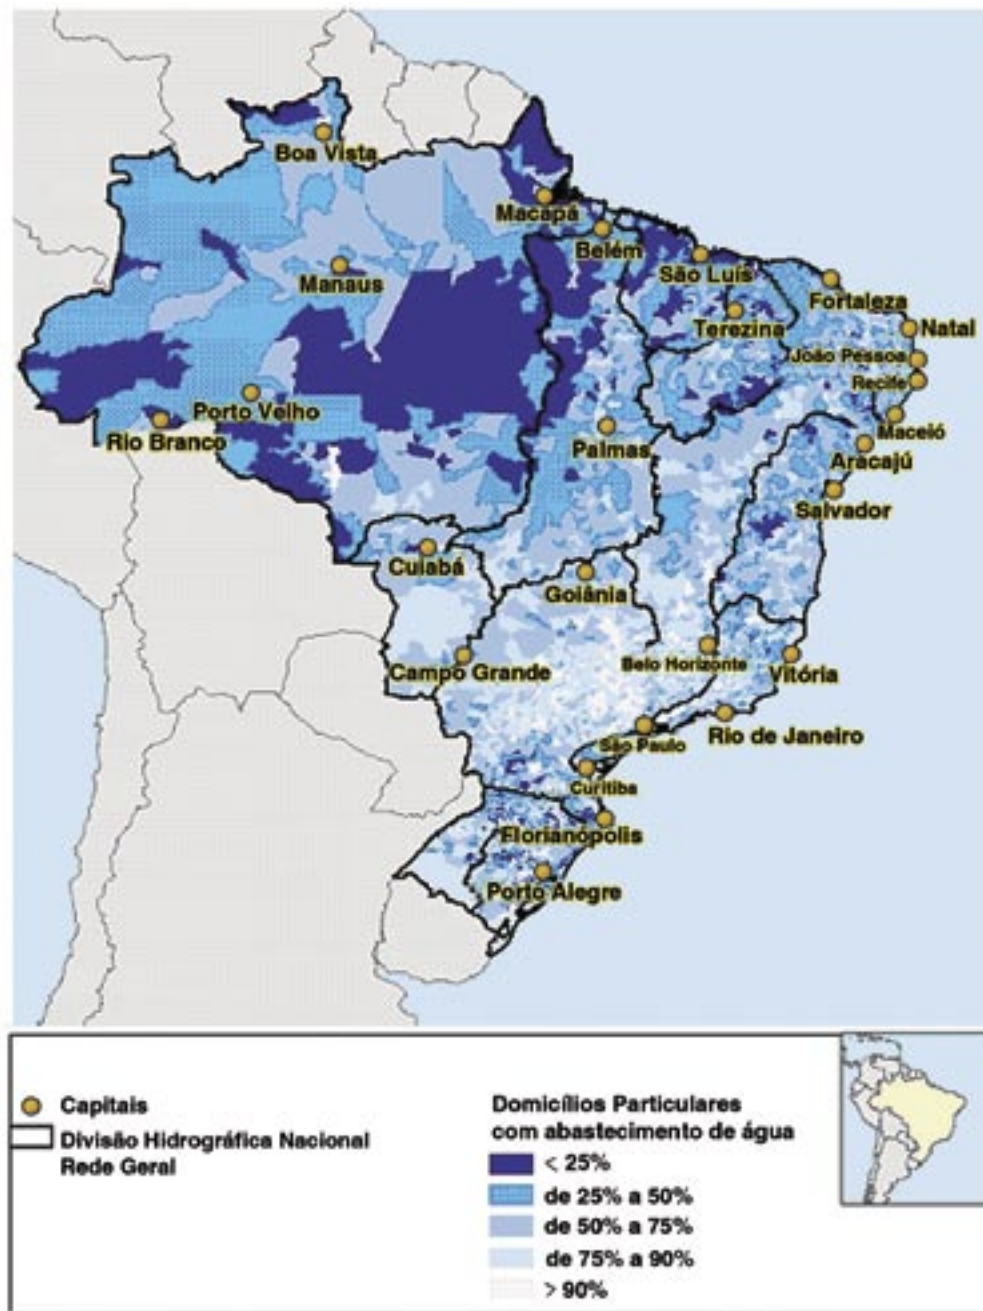 Boa Vista
Macapá
Belém
São Luís
Manaus
Fortaleza
Terezina
Natal
João Pessoa
Recife
Porto Velho
Maceió
Rio Branco
Palmas
Aracajú
Salvador
Cuiabá
Goiânia
Belo Horizonte
Vitória
Campo Grande
Rio de Janeiro
São Paulo
Curitiba
Florianópolis
Porto Alegre
Capitais
Divisão Hidrográfica Nacional
Rede Geral
Domicílios Particulares
com abastecimento de água
< 25%
de 25% a 50%
de 50% a 75%
de 75% a 90%
> 90%